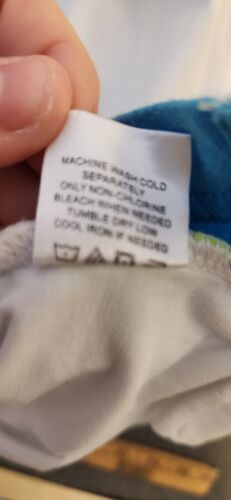 MACHINE WASH COLD
SEPARATELY
ONLY NON-CHLORINE
BLEACH WHEN NEEDED
TUMBLE DRY LOW
COOL IRON IF NEEDED